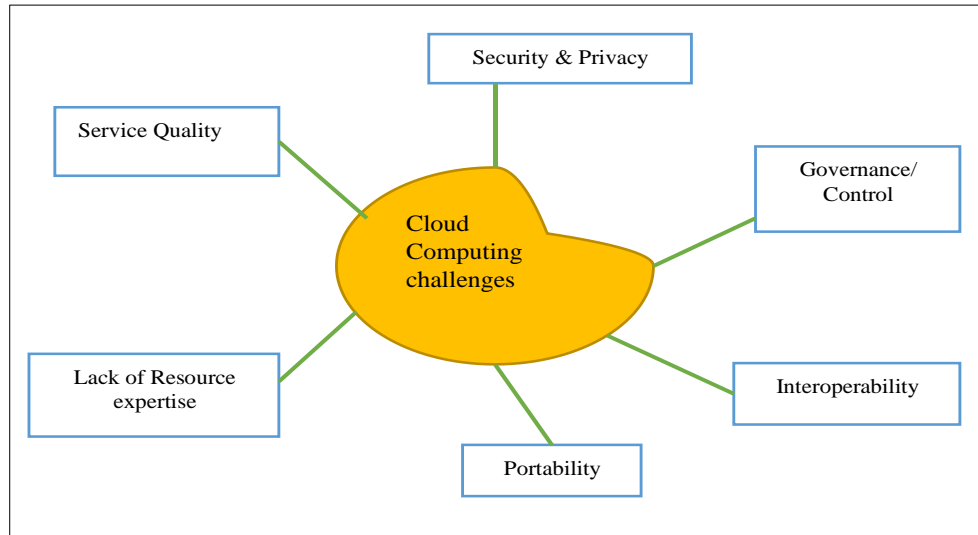 Security & Privacy
Service Quality
Governance/
Control
Cloud
Computing
challenges
Lack of Resource
expertise
Interoperability
Portability